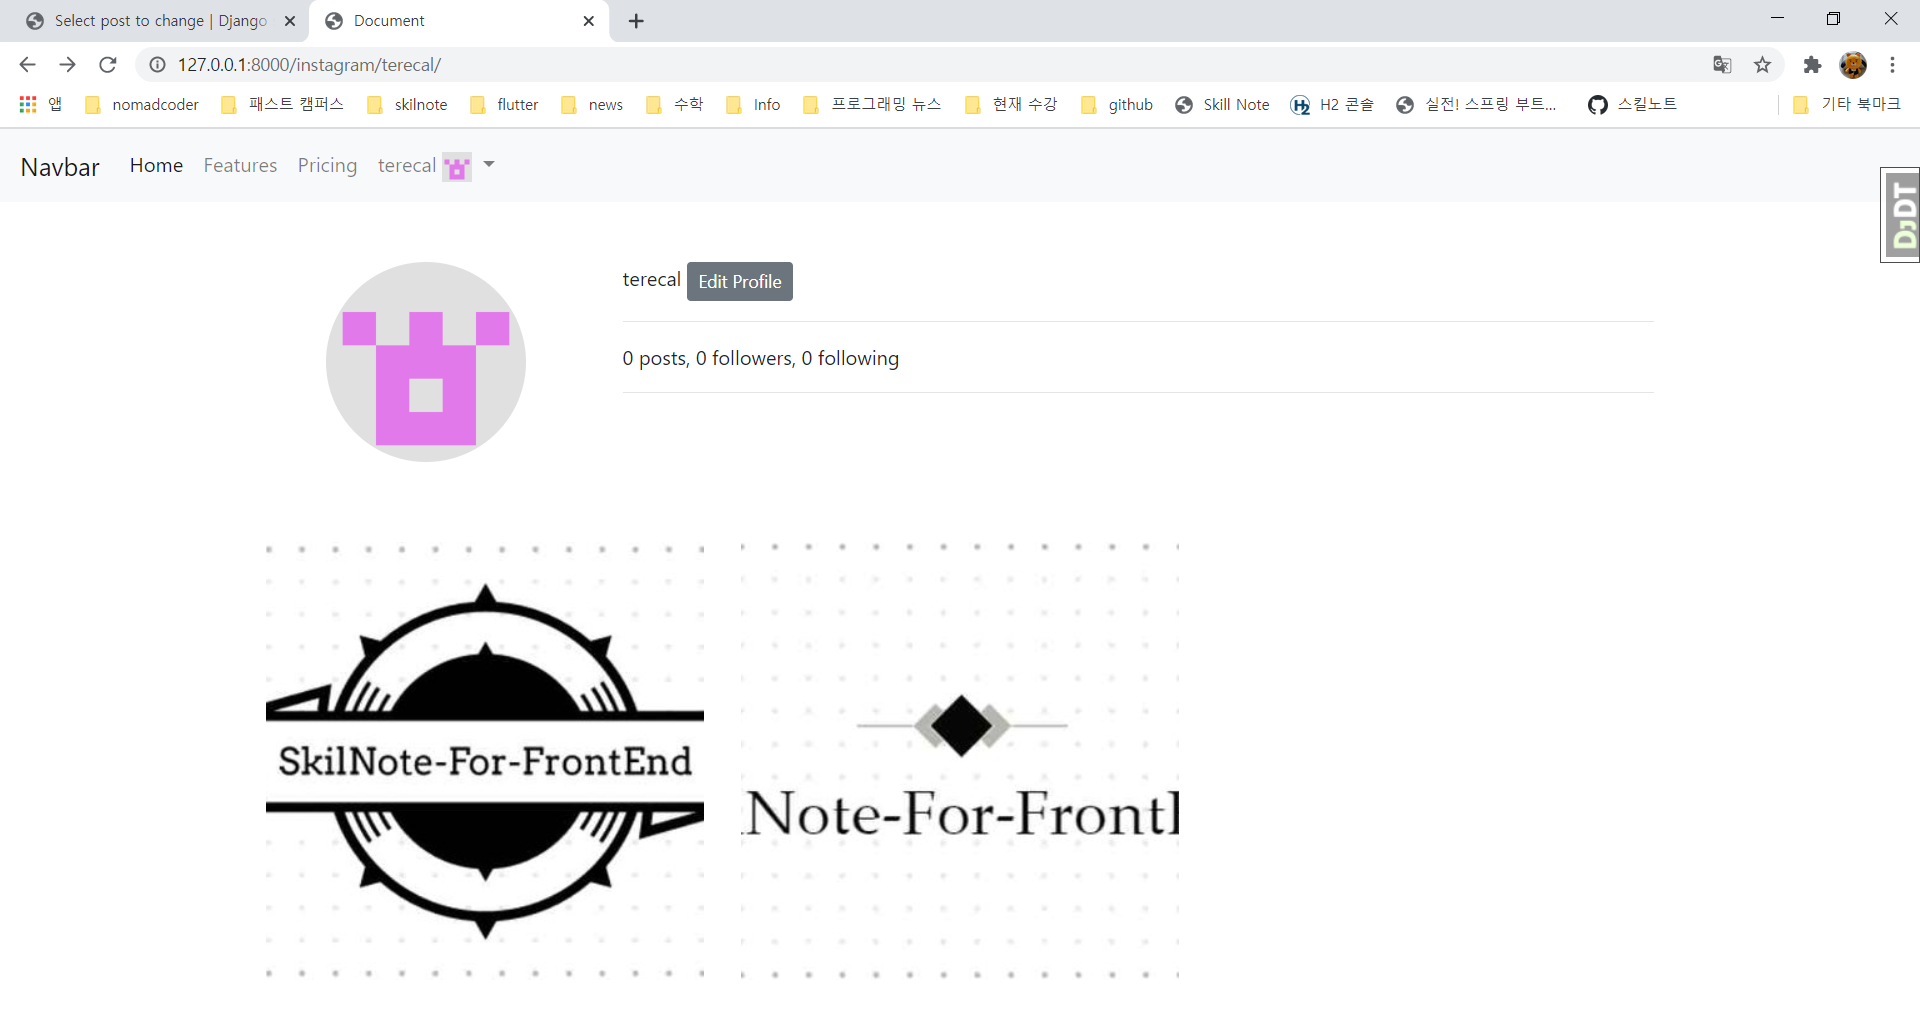 Select post to change | Django
Document
127.0.0.1:8000/instagram/terecal/
앱 nomadcoder 패스트 캠퍼스 skilnote flutter news 수학 Info 프로그래밍 뉴스 현재 수강 github Skill Note H2 H2 콘솔 실전! 스프링 부트... 스킬노트 기타 북마크
Navbar Home Features Pricing terecal
DjDT
terecal Edit Profile
0 posts, 0 followers, 0 following
SkilNote-For-FrontEnd
Note-For-Front